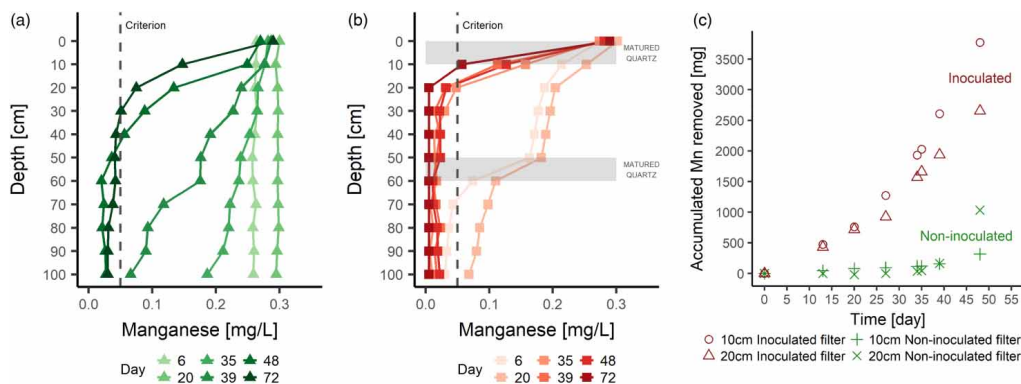 (a)
Criterion
Depth [cm]
0
10
20
30
40
50
60
70
80
90
100
0.0 0.1 0.2 0.3
Manganese [mg/L]
Day
6 35 48
20 39 72
(b)
Criterion
Depth [cm]
0
10
20
30
40
50
60
70
80
90
100
MATURED
QUARTZ
MATURED
QUARTZ
0.0 0.1 0.2 0.3
Manganese [mg/L]
Day
6 35 48
20 39 72
(c)
Accumulated Mn removed [mg]
3500
3000
2500
2000
1500
1000
500
0
Inoculated
Non-inoculated
0 5 10 15 20 25 30 35 40 45 50 55
Time [day]
10cm Inoculated filter 10cm Non-inoculated filter
20cm Inoculated filter 20cm Non-inoculated filter